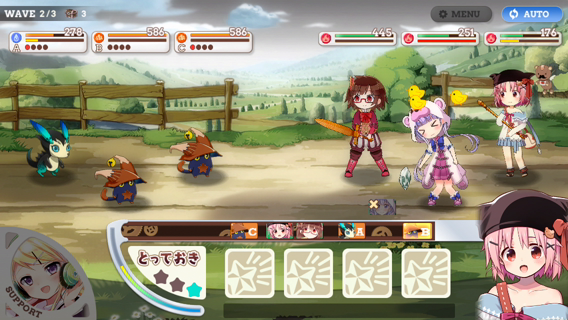 WAVE 2/3 3 MENU AUTO
278 586 586 445 251 176
A B C
C A B
とっておき
SUPPORT